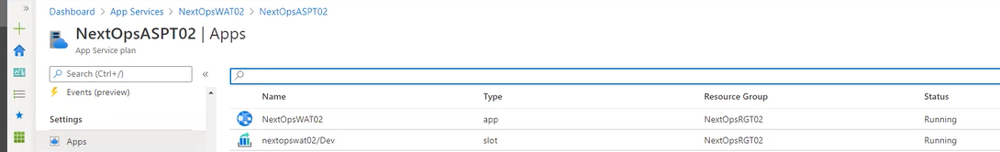 Dashboard > App Services > NextOpsWAT02 > NextOpsASPT02
NextOpsASPT02 | Apps
App Service plan
Search (Ctrl+/)
Events (preview)
Settings
Apps
Name Type Resource Group Status
NextOpsWAT02 app NextOpsRGT02 Running
nextopswat02/Dev slot NextOpsRGT02 Running